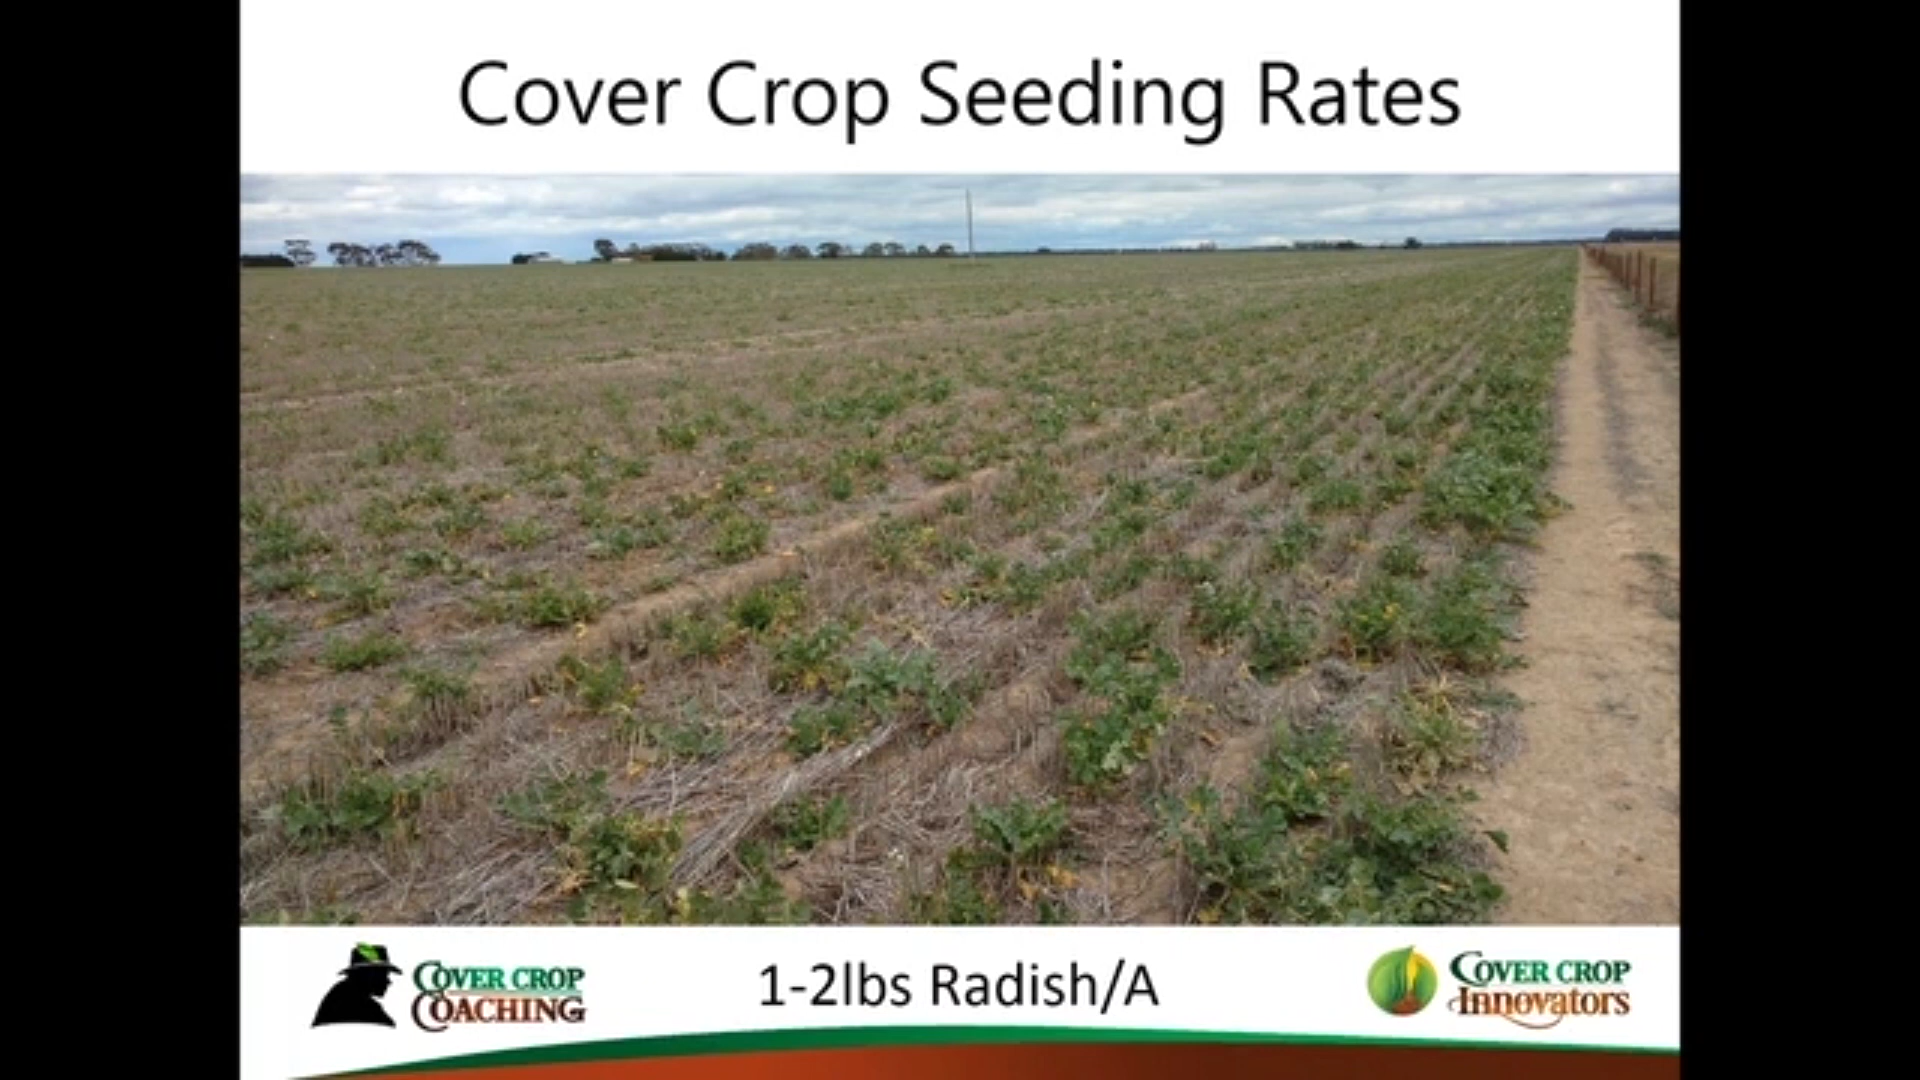 Cover Crop Seeding Rates
COVER CROP
COACHING
1-2lbs Radish/A
COVER CROP
Innovators